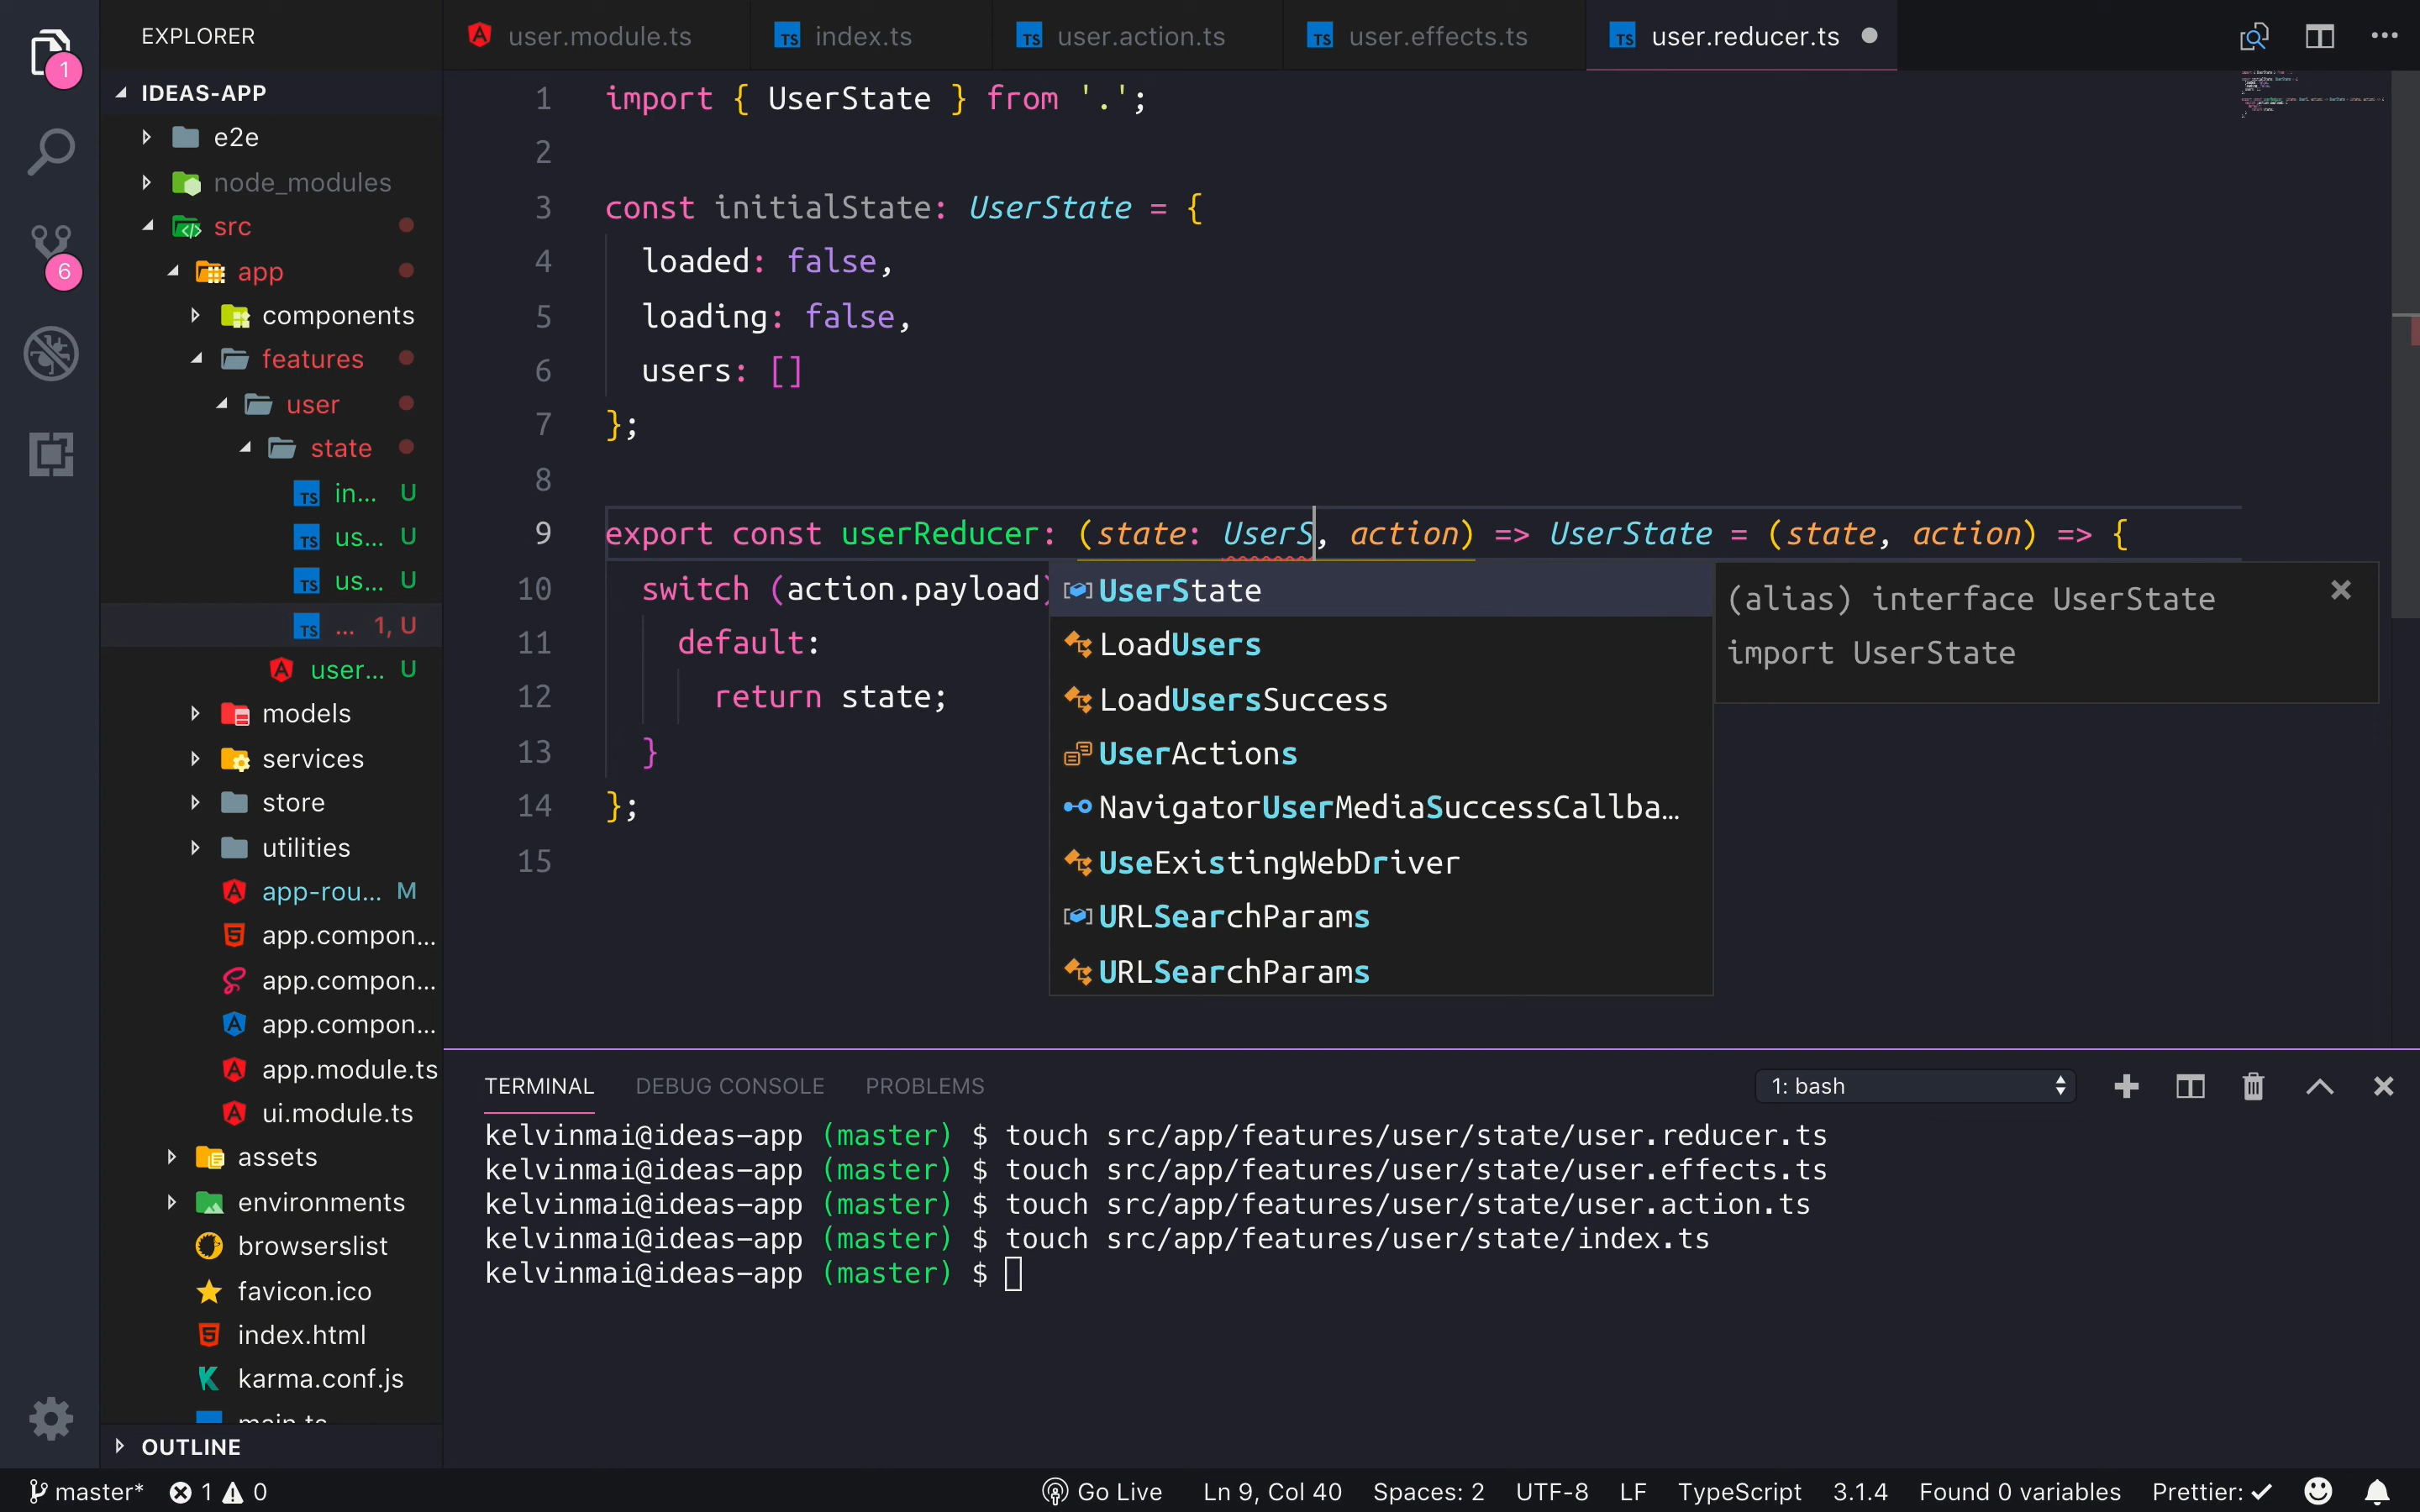 EXPLORER
IDEAS-APP
e2e
node_modules
src
app
components
features
user
state
in... U
us... U
us... U
... 1, U
user... U
models
services
store
utilities
app-rou... M
app.compon...
app.compon...
app.compon...
app.module.ts
ui.module.ts
assets
environments
browserslist
favicon.ico
index.html
karma.conf.js
main.ts
OUTLINE
1
6
user.module.ts
TS index.ts
TS user.action.ts
TS user.effects.ts
TS user.reducer.ts
1 import { UserState } from '.';
2
3 const initialState: UserState = {
4 loaded: false,
5 loading: false,
6 users: []
7 };
8
9 export const userReducer: (state: UserS, action) => UserState = (state, action) => {
10 switch (action.payload)
11 default:
12 return state;
13 }
14 };
15
UserState
LoadUsers
LoadUsersSuccess
UserActions
NavigatorUserMediaSuccessCallba...
UseExistingWebDriver
URLSearchParams
URLSearchParams
(alias) interface UserState
import UserState
TERMINAL DEBUG CONSOLE PROBLEMS 1: bash
kelvinmai@ideas-app (master) $ touch src/app/features/user/state/user.reducer.ts
kelvinmai@ideas-app (master) $ touch src/app/features/user/state/user.effects.ts
kelvinmai@ideas-app (master) $ touch src/app/features/user/state/user.action.ts
kelvinmai@ideas-app (master) $ touch src/app/features/user/state/index.ts
kelvinmai@ideas-app (master) $
master* 1 0 Go Live Ln 9, Col 40 Spaces: 2 UTF-8 LF TypeScript 3.1.4 Found 0 variables Prettier: ✓